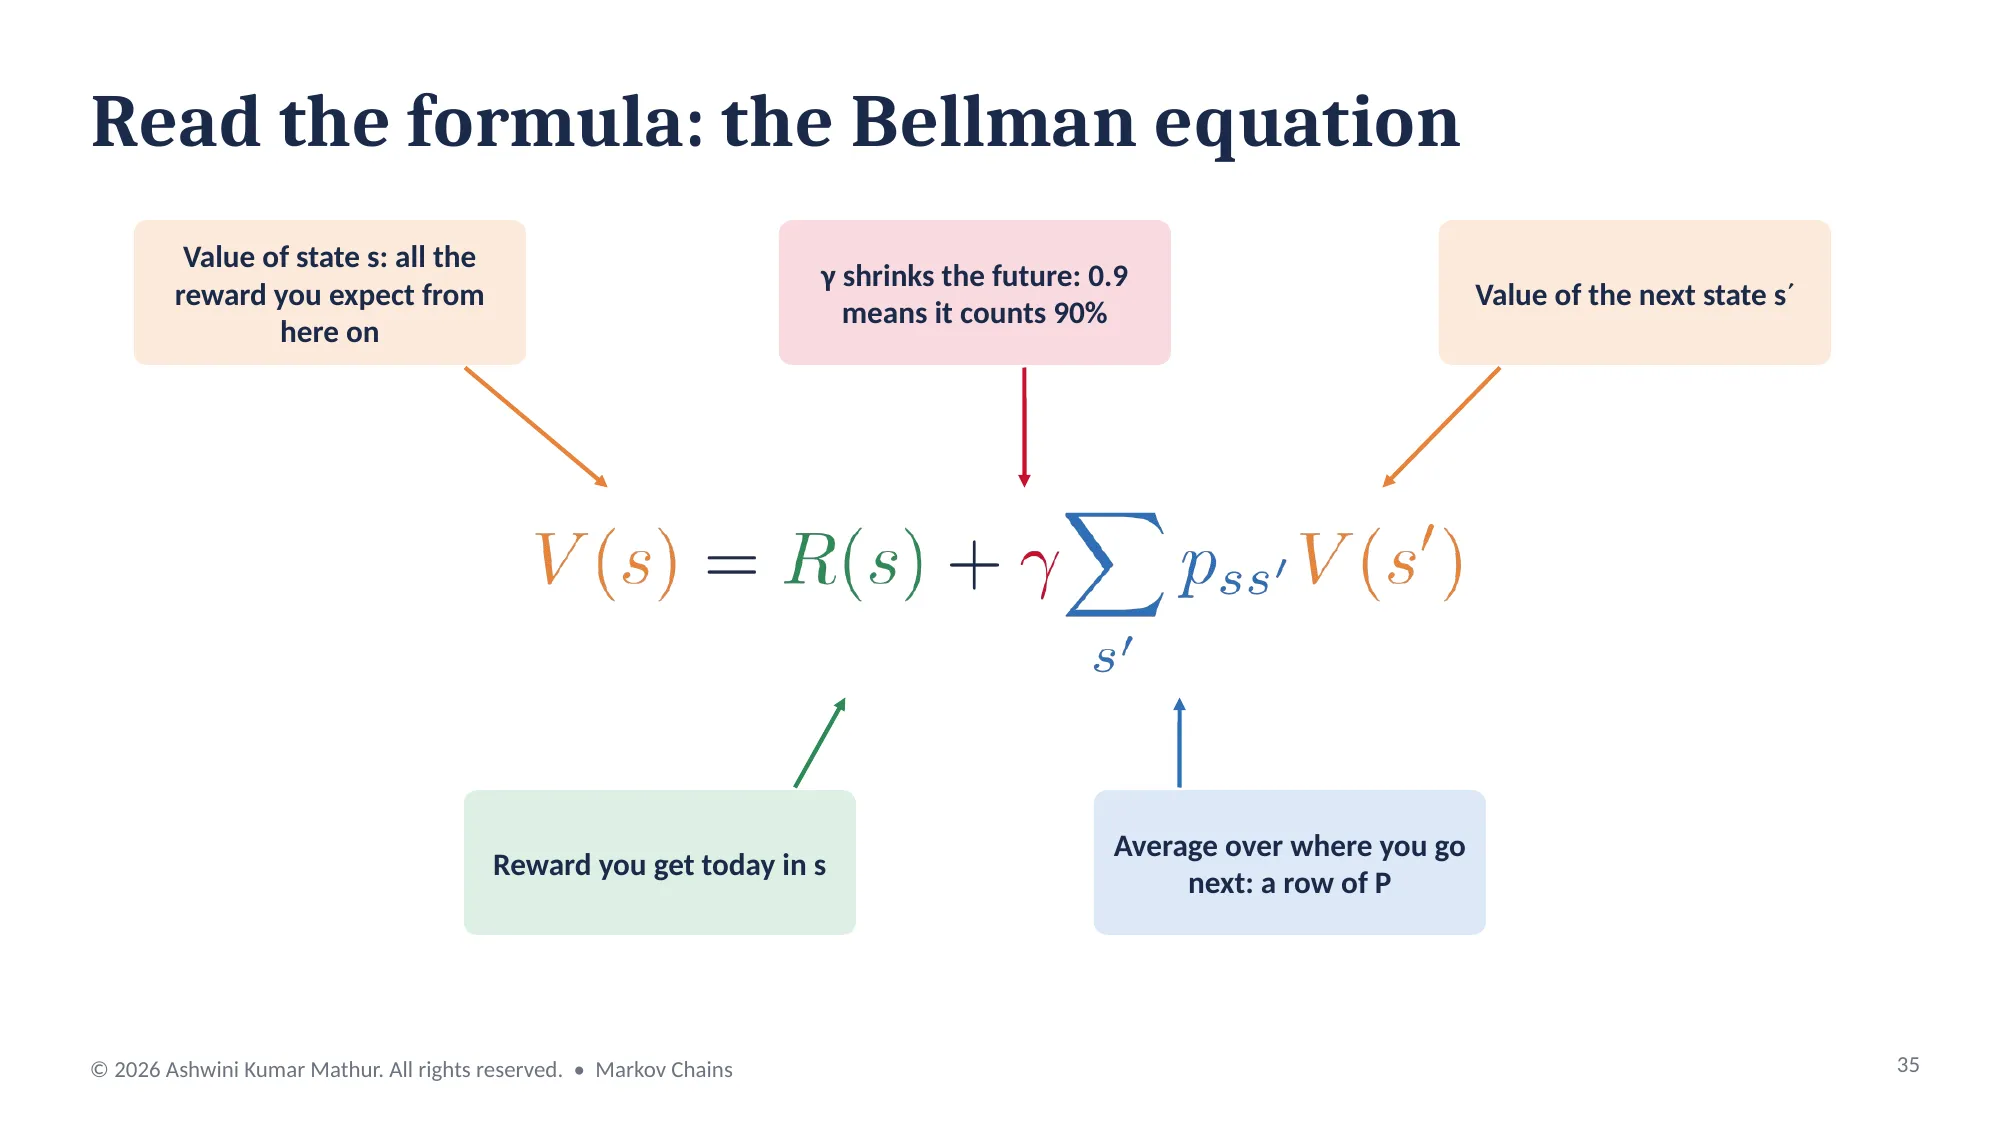 Read the formula: the Bellman equation
Value of state s: all the
reward you expect from
here on
γ shrinks the future: 0.9
means it counts 90%
Value of the next state s′
V(s) = R(s) + γ∑ p_{ss′}V(s′)
s′
Reward you get today in s
Average over where you go
next: a row of P
© 2026 Ashwini Kumar Mathur. All rights reserved. • Markov Chains
35